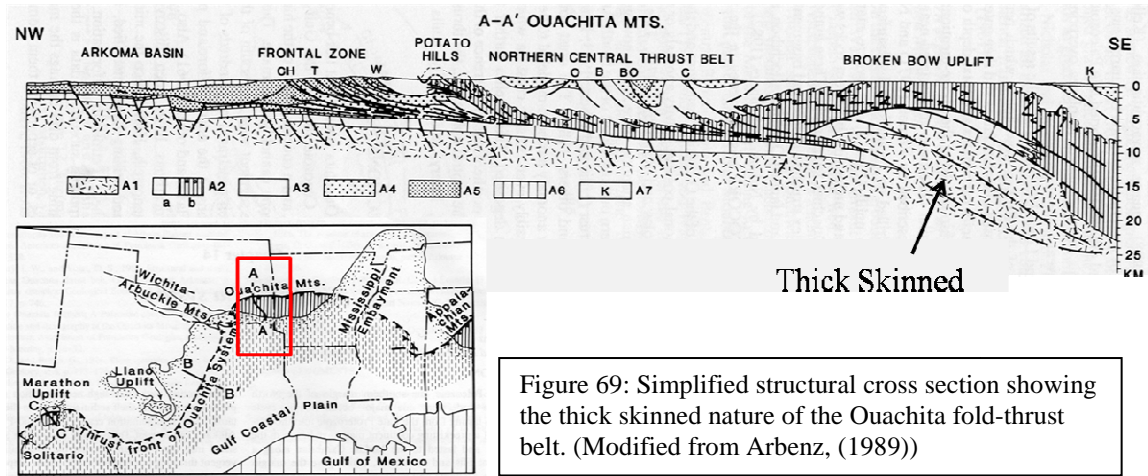 A-A' OUACHITA MTS.
NW
SE
ARKOMA BASIN
FRONTAL ZONE
POTATO
HILLS
NORTHERN CENTRAL THRUST BELT
BROKEN BOW UPLIFT
CH T W
O B BO C
K
0
5
10
15
20
25
KM
A1
A2
a b
A3
A4
A5
A6
K A7
Thick Skinned
A
Ouachita Mts.
Wichita-
Arbuckle Mts.
A'
Mississippi
Embayment
Appala-
chian
Mts.
Llano
Uplift
B
B'
Marathon
Uplift
C
C'
Solitario
Thrust front of Ouachita System
Gulf Coastal Plain
Gulf of Mexico
Figure 69: Simplified structural cross section showing
the thick skinned nature of the Ouachita fold-thrust
belt. (Modified from Arbenz, (1989))